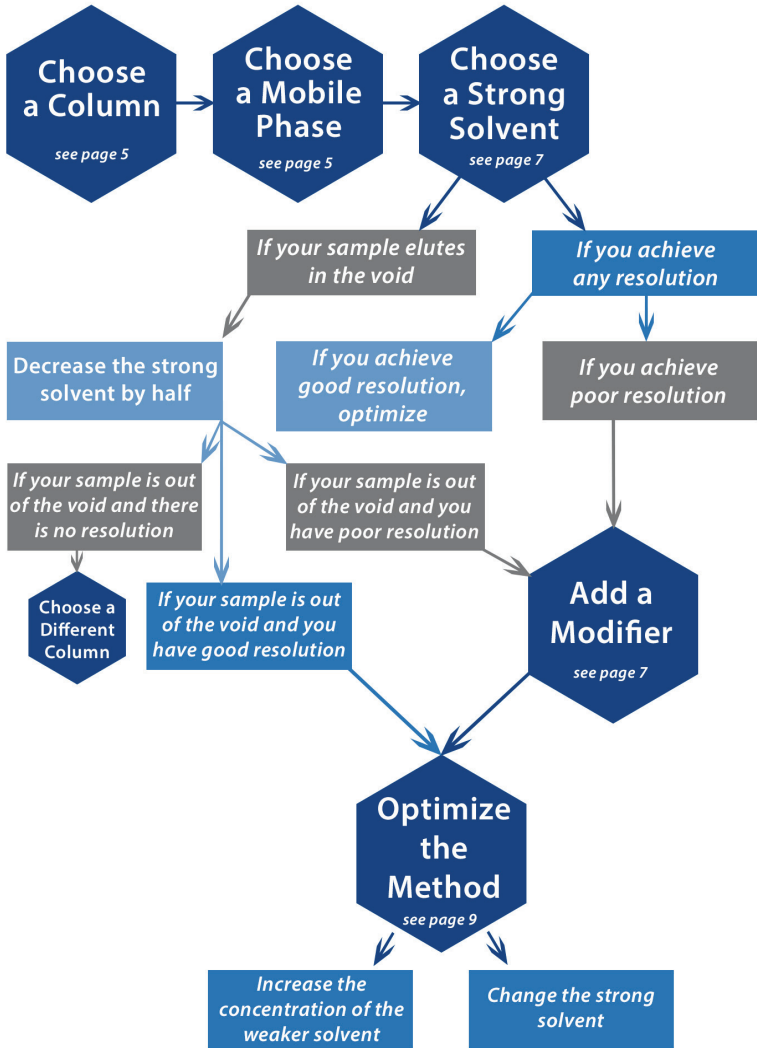 Choose
a Column
see page 5
Choose
a Mobile
Phase
see page 5
Choose
a Strong
Solvent
see page 7
If your sample elutes
in the void
If you achieve
any resolution
Decrease the strong
solvent by half
If you achieve
good resolution,
optimize
If you achieve
poor resolution
If your sample is out
of the void and there
is no resolution
If your sample is out
of the void and you
have poor resolution
Choose a
Different
Column
If your sample is out
of the void and you
have good resolution
Add a
Modifier
see page 7
Optimize
the
Method
see page 9
Increase the
concentration of the
weaker solvent
Change the strong
solvent